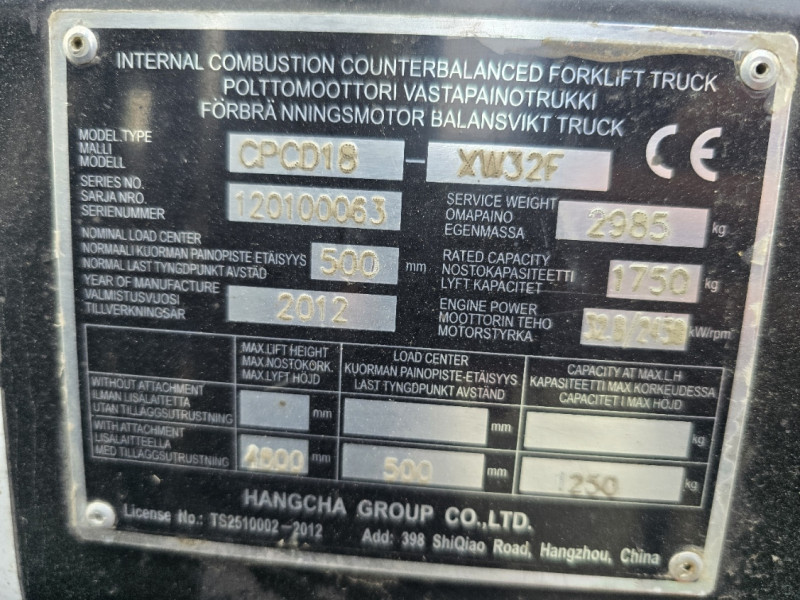 INTERNAL COMBUSTION COUNTERBALANCED FORKLIFT TRUCK
POLTTOMOOTTORI VASTAPAINOTRUKKI
FÖRBRÄ NNINGSMOTOR BALANSVIKT TRUCK
CE
MODEL.TYPE
MALLI
MODELL
CPCD18 - XW32F
SERIES NO.
SARJA NRO.
SERIENUMMER
120100063
SERVICE WEIGHT
OMAPAINO
EGENMASSA
2985 kg
NOMINAL LOAD CENTER
NORMAALI KUORMAN PAINOPISTE ETÄISYYS
NORMAL LAST TYNGDPUNKT AVSTÄD
500 mm
RATED CAPACITY
NOSTOKAPASITEETTI
LYFT KAPACITET
1750 kg
YEAR OF MANUFACTURE
VALMISTUSVUOSI
TILLVERKNINGSÄR
2012
ENGINE POWER
MOOTTORIN TEHO
MOTORSTYRKA
kW/rpm
MAX.LIFT HEIGHT
MAX.NOSTOKORK.
MAX.LYFT HÖJD
LOAD CENTER
KUORMAN PAINOPISTE-ETÄISYYS
LAST TYNGDPUNKT AVSTÄND
CAPACITY AT MAX.L.H
KAPASITEETTI MAX KORKEUDESSA
CAPACITET I MAX HÖJD
WITHOUT ATTACHMENT
ILMAN LISALAITETTA
UTAN TILLÄGGSUTRUSTNING
mm mm kg
WITH ATTACHMENT
LISALAITTEELLA
MED TILLÄGGSUTRUSTNING
4000 mm 500 mm 1250 kg
HANGCHA GROUP CO.,LTD.
License No.: TS2510002-2012 Add: 398 ShiQiao Road, Hangzhou, China